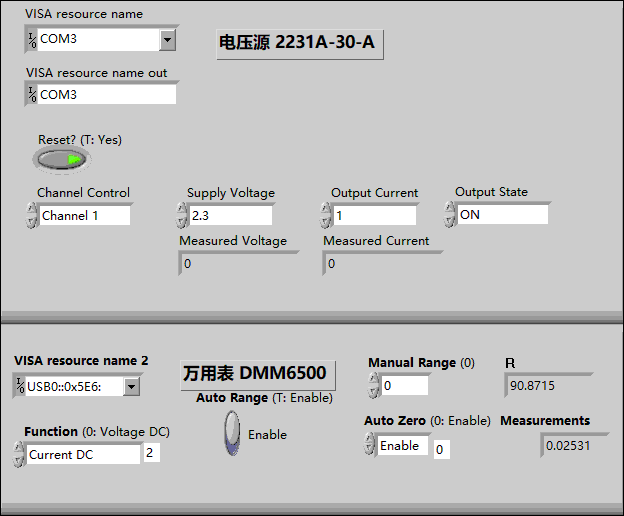 VISA resource name
I/O COM3
电压源 2231A-30-A
VISA resource name out
I/O COM3
Reset? (T: Yes)
Channel Control
Supply Voltage
Output Current
Output State
Channel 1
2.3
1
ON
Measured Voltage
Measured Current
0
0
VISA resource name 2
I/O USB0::0x5E6:
万用表 DMM6500
Manual Range (0)
R
0
90.8715
Auto Range (T: Enable)
Enable
Function (0: Voltage DC)
Current DC
2
Auto Zero (0: Enable)
Measurements
Enable
0
0.02531